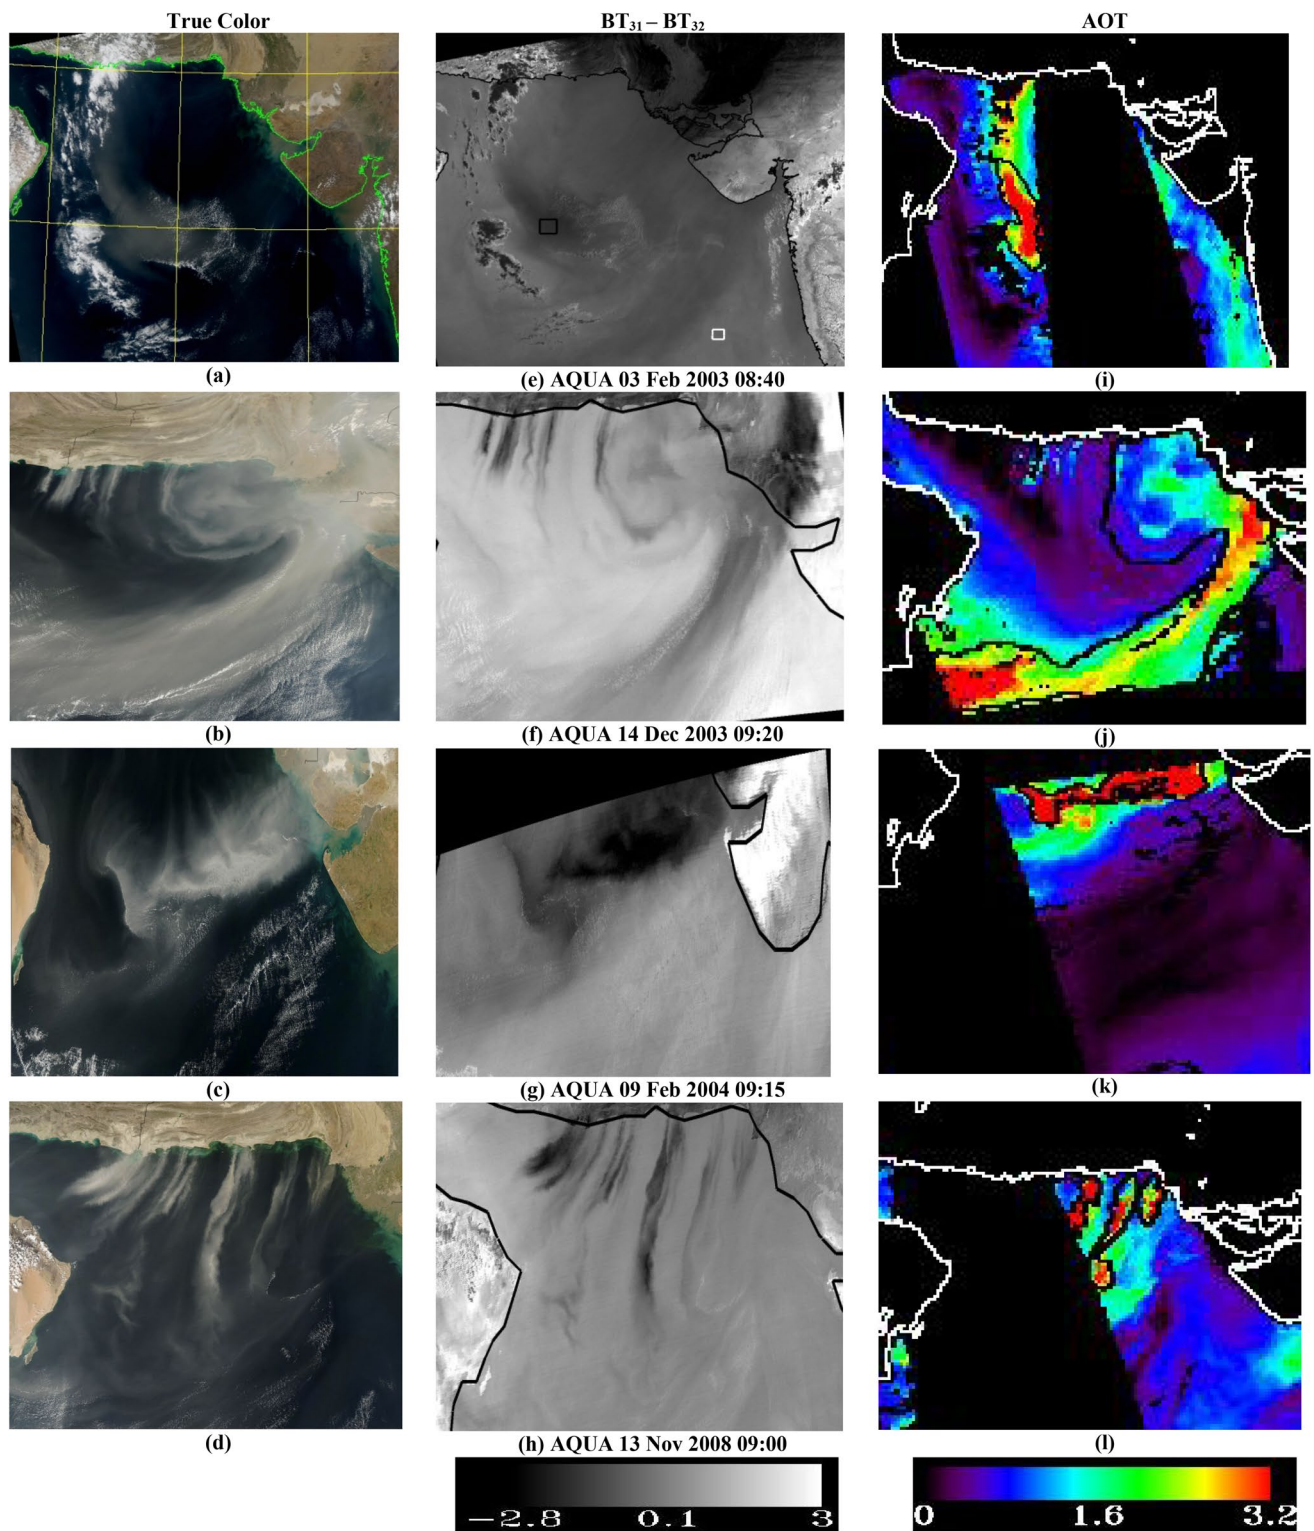 True Color BT31 – BT32 AOT
(a) (e) AQUA 03 Feb 2003 08:40 (i)
(b) (f) AQUA 14 Dec 2003 09:20 (j)
(c) (g) AQUA 09 Feb 2004 09:15 (k)
(d) (h) AQUA 13 Nov 2008 09:00 (l)
−2.8 0.1 3 0 1.6 3.2